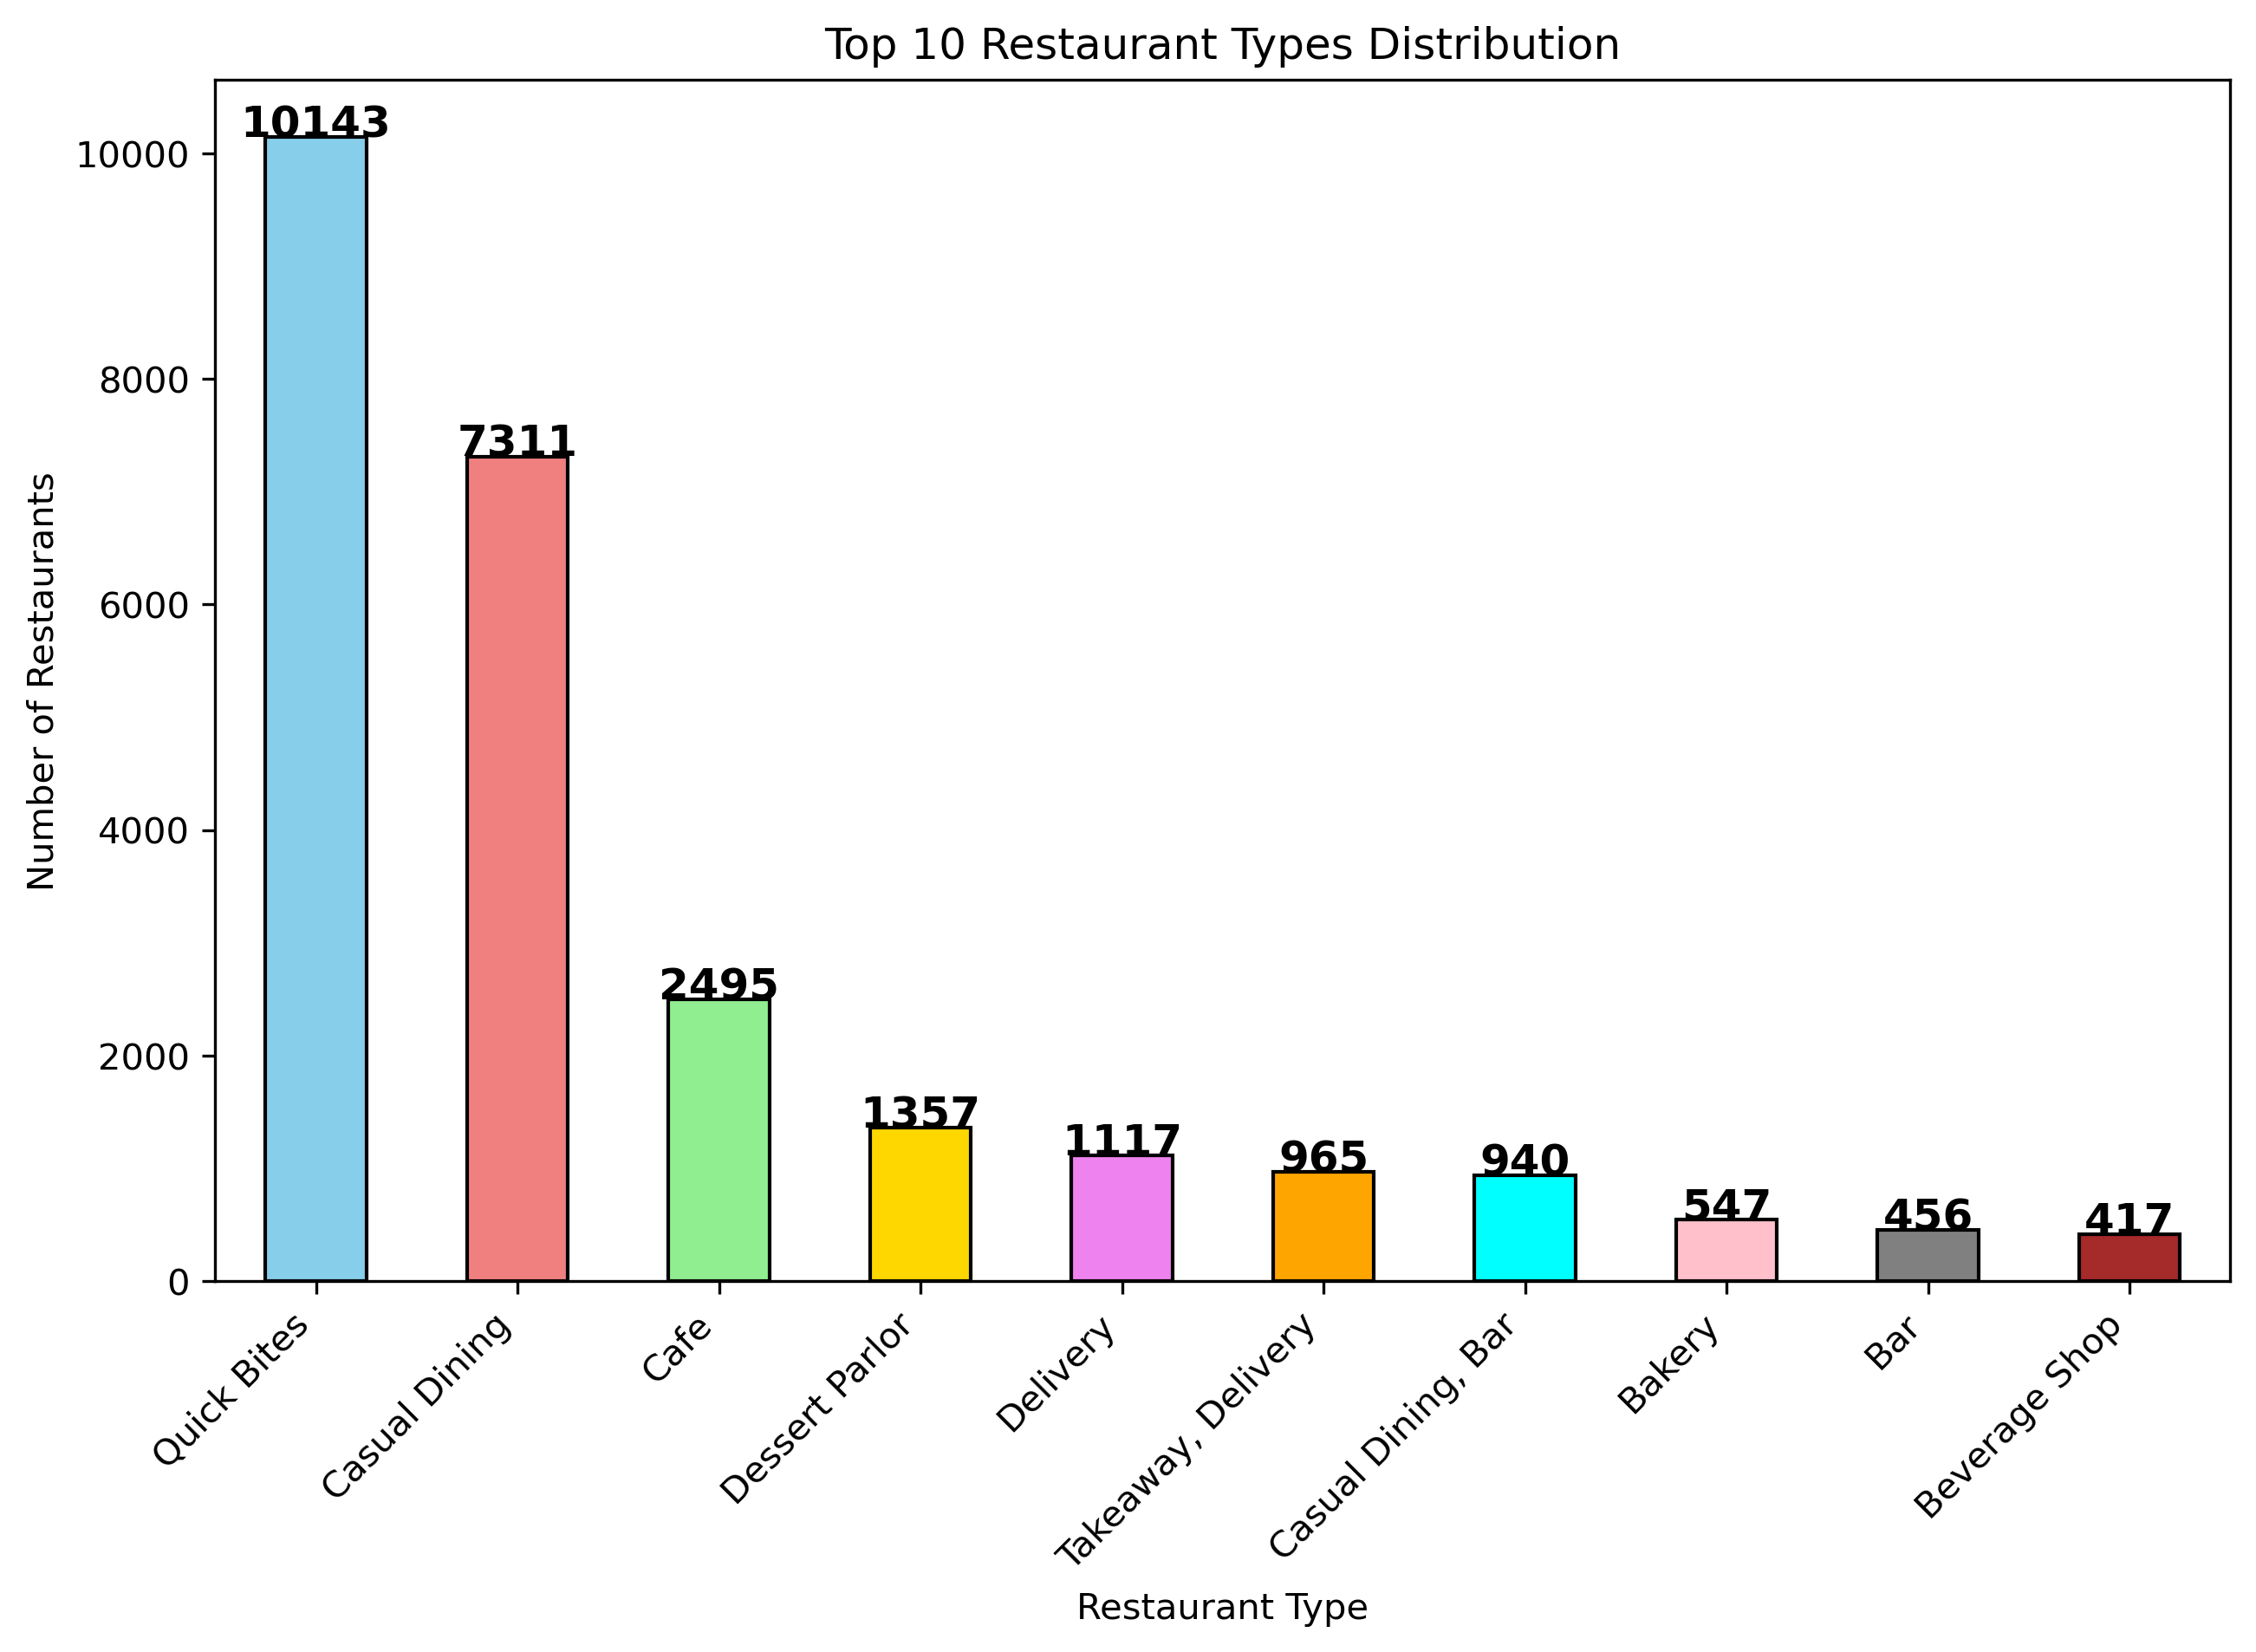 Top 10 Restaurant Types Distribution
Number of Restaurants
10000
8000
6000
4000
2000
0
10143
7311
2495
1357
1117
965
940
547
456
417
Quick Bites
Casual Dining
Cafe
Dessert Parlor
Delivery
Takeaway, Delivery
Casual Dining, Bar
Bakery
Bar
Beverage Shop
Restaurant Type